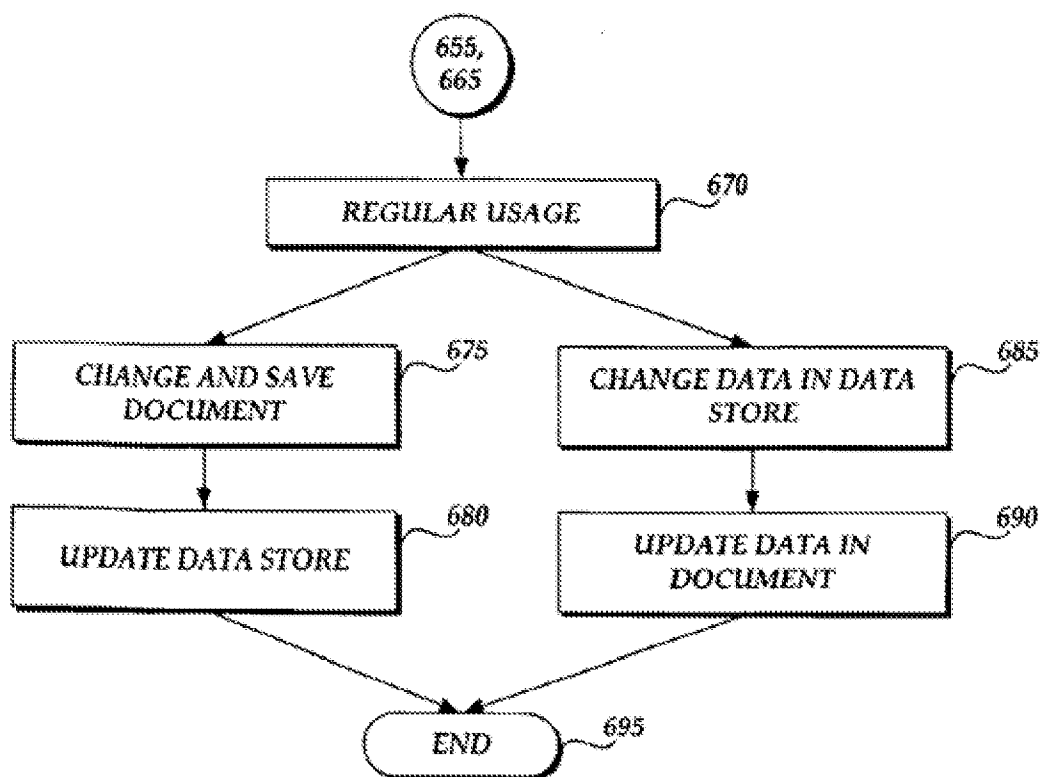 655,
665
REGULAR USAGE
670
CHANGE AND SAVE
DOCUMENT
675
CHANGE DATA IN DATA
STORE
685
UPDATE DATA STORE
680
UPDATE DATA IN
DOCUMENT
690
END
695